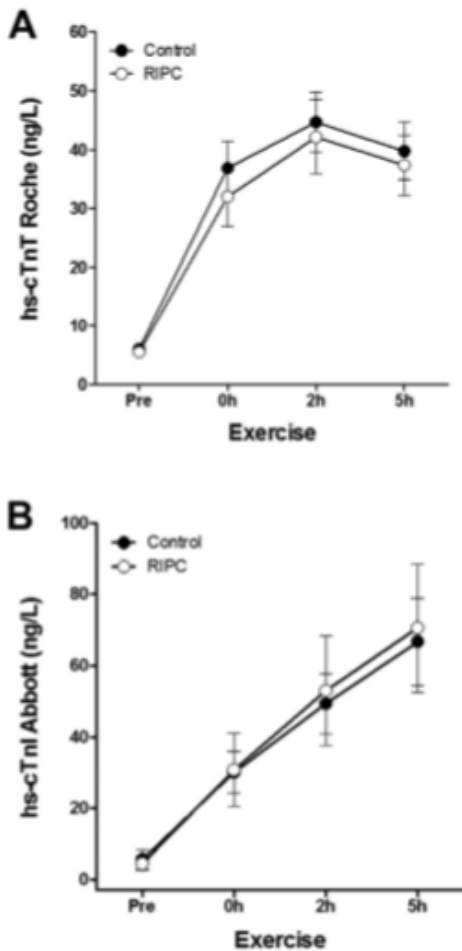 A
60
50
40
30
20
10
0
hs-cTnT Roche (ng/L)
Control
RIPC
Pre 0h 2h 5h
Exercise
B
100
80
60
40
20
0
hs-cTnI Abbott (ng/L)
Control
RIPC
Pre 0h 2h 5h
Exercise